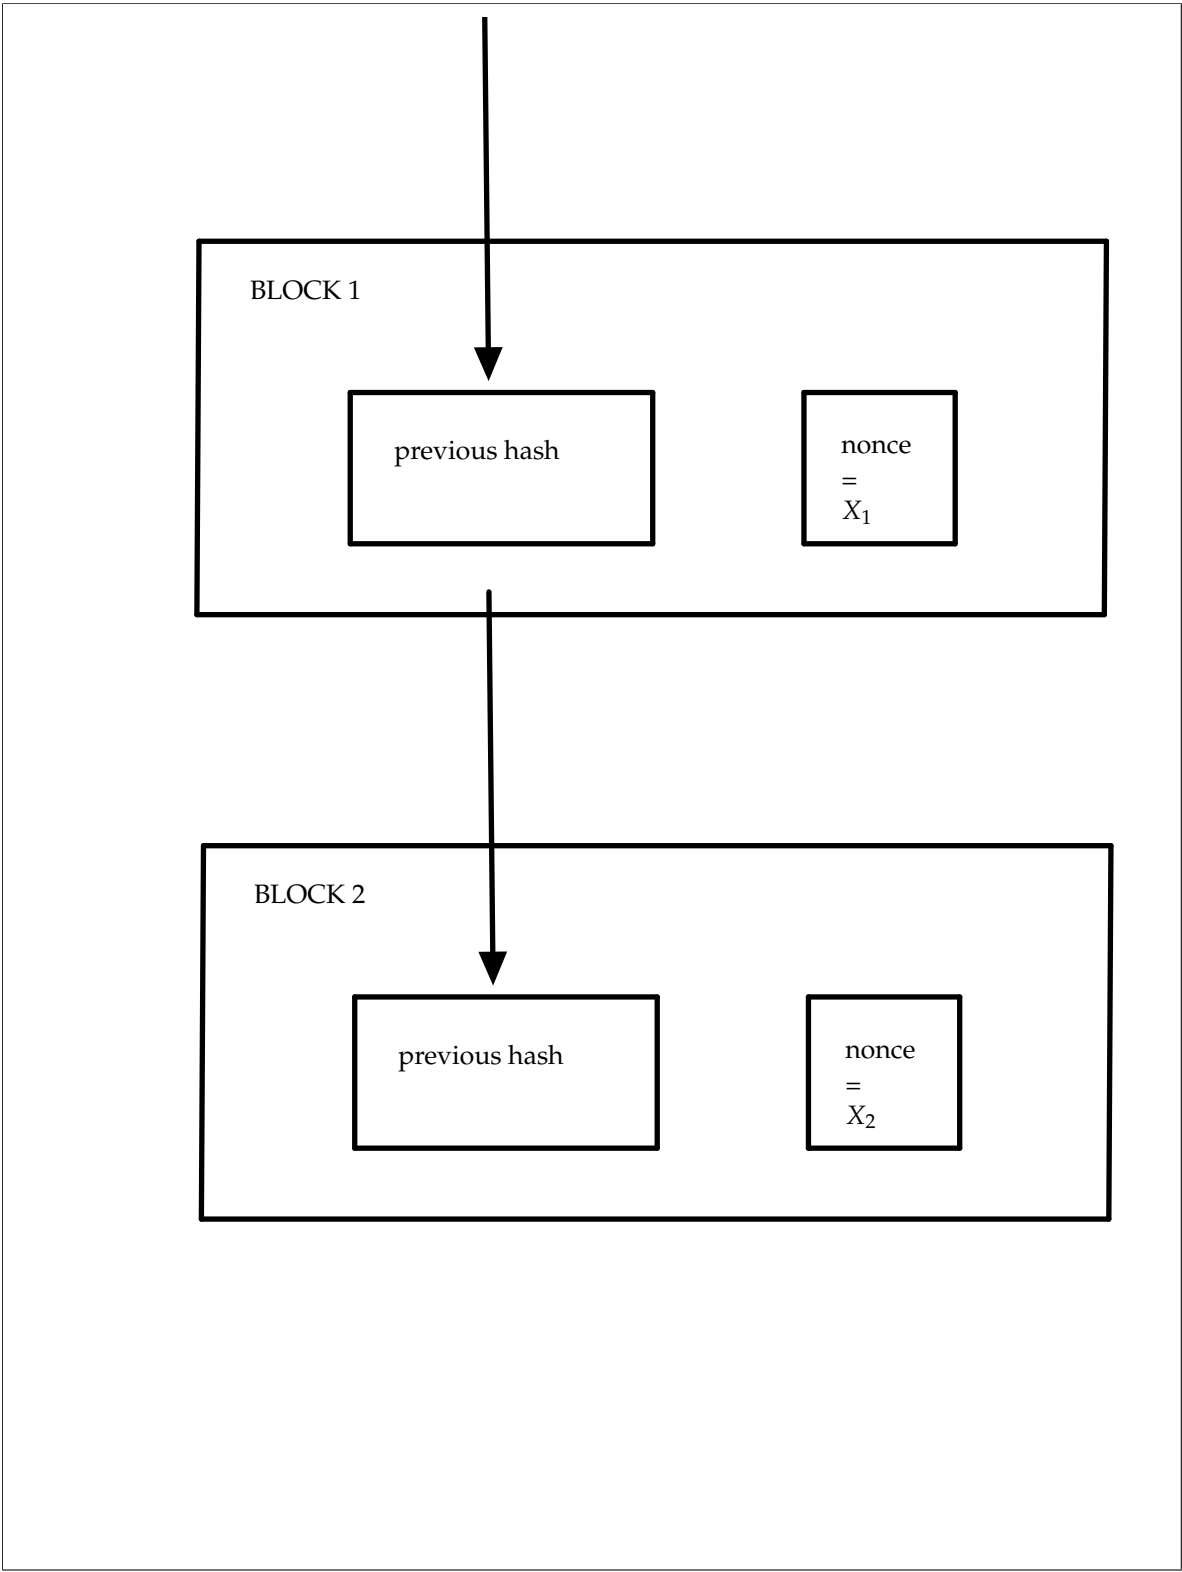 BLOCK 1
previous hash
nonce
=
X₁
BLOCK 2
previous hash
nonce
=
X₂